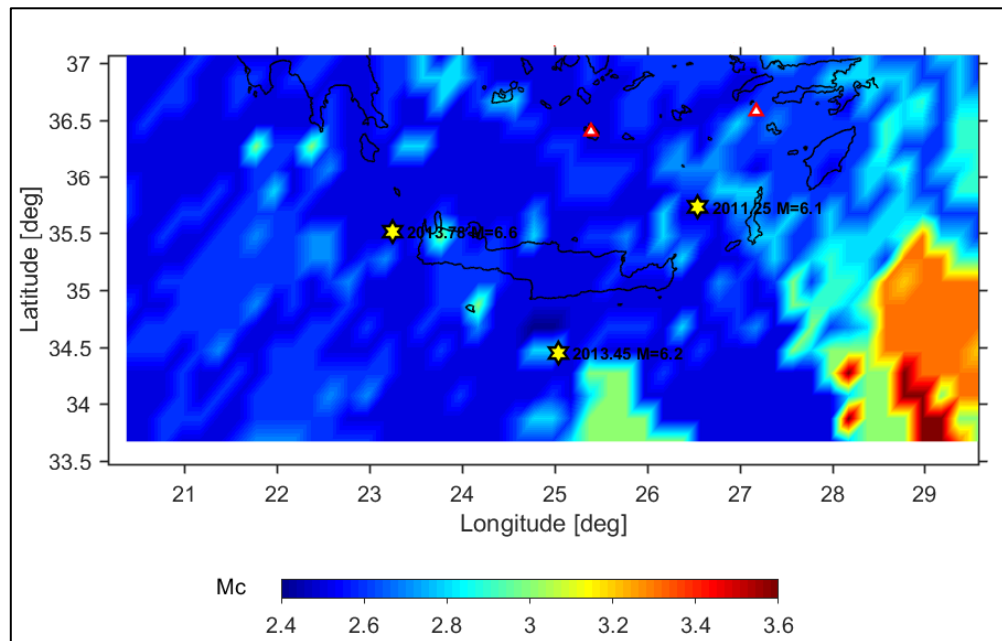 37
36.5
36
35.5
35
34.5
34
33.5
Latitude [deg]
2011.25 M=6.1
2013.78 M=6.6
2013.45 M=6.2
21 22 23 24 25 26 27 28 29
Longitude [deg]
Mc
2.4 2.6 2.8 3 3.2 3.4 3.6